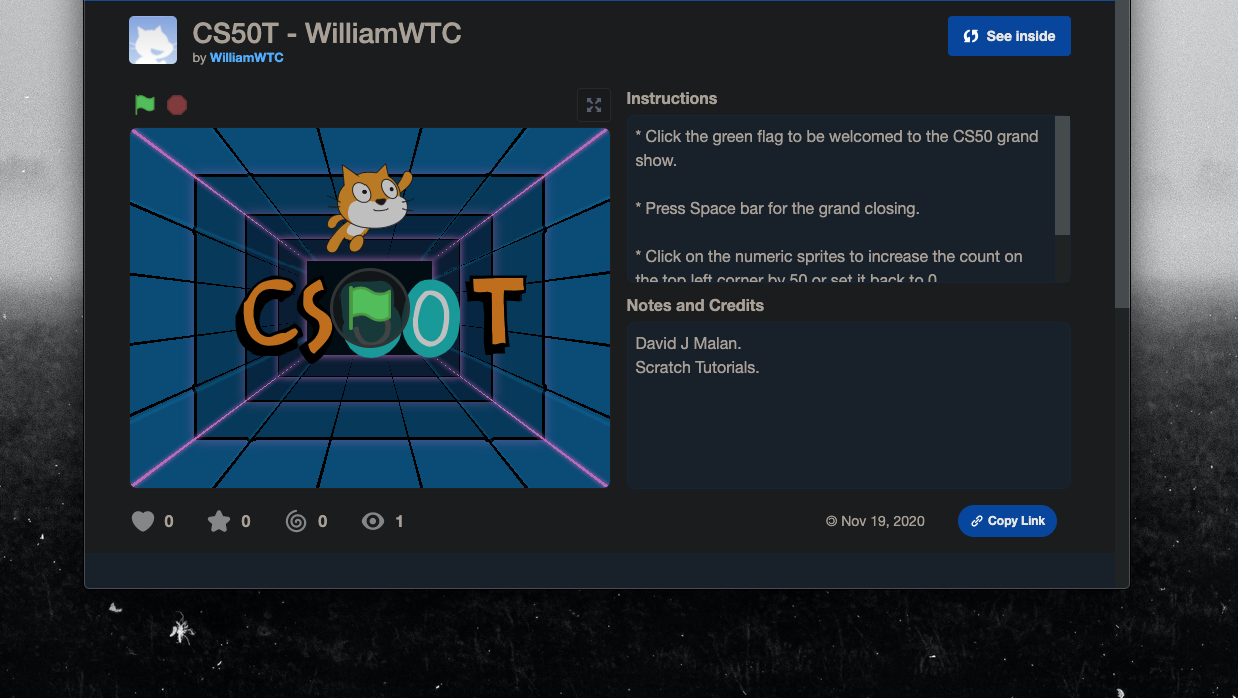 CS50T - WilliamWTC
by WilliamWTC
See inside
Instructions
* Click the green flag to be welcomed to the CS50 grand
show.
* Press Space bar for the grand closing.
* Click on the numeric sprites to increase the count on
the top left corner by 50 or set it back to 0
CS 0T
Notes and Credits
David J Malan.
Scratch Tutorials.
0
0
0
1
© Nov 19, 2020
Copy Link